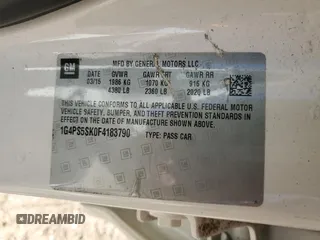 GM
MFD BY GENERAL MOTORS LLC
DATE GVWR GAWR FRT GAWR RR
03/15 1986 KG 1070 KG 916 KG
4380 LB 2360 LB 2020 LB
THIS VEHICLE CONFORMS TO ALL APPLICABLE U.S. FEDERAL MOTOR
VEHICLE SAFETY, BUMPER, AND THEFT PREVENTION STANDARDS
IN EFFECT ON THE DATE OF MANUFACTURE SHOWN ABOVE.
1G4PS5SK0F4183790 TYPE: PASS CAR
DREAMBID